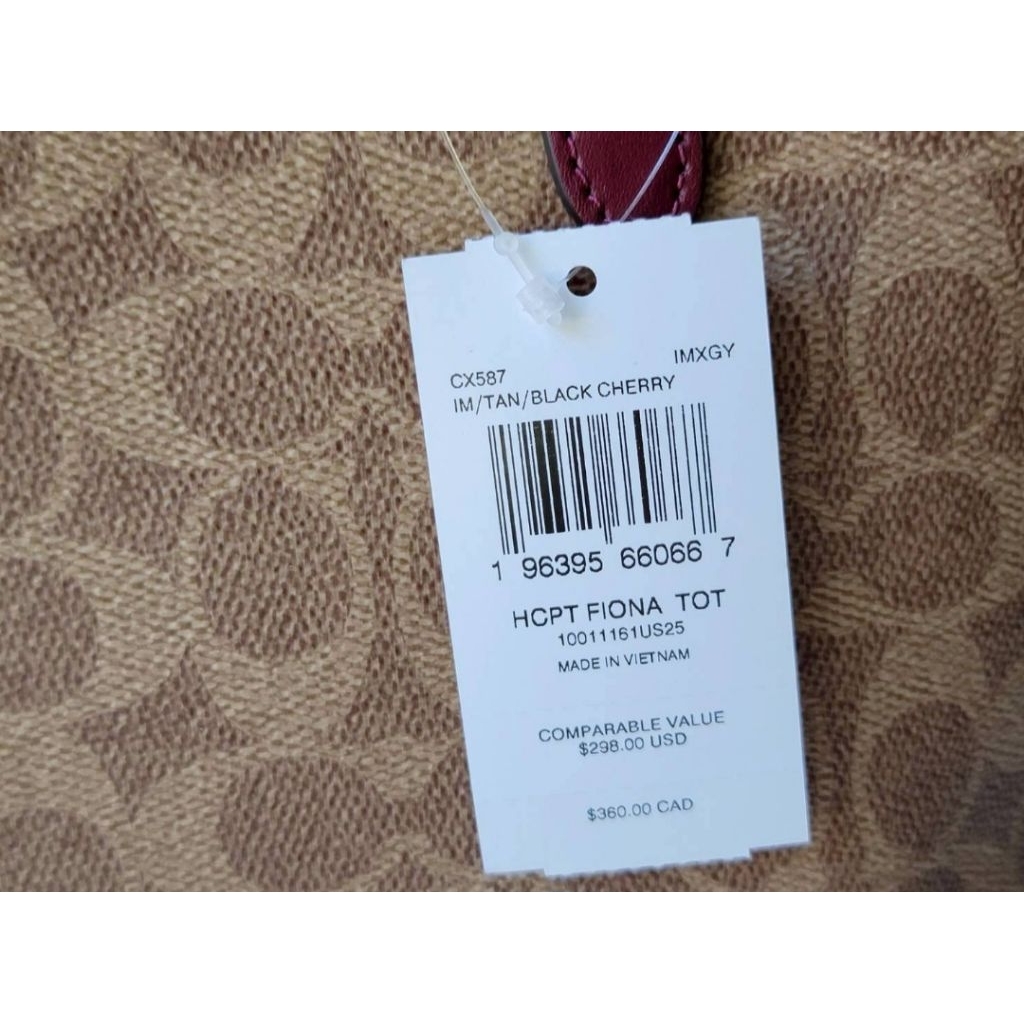 CX587 IMXGY
IM/TAN/BLACK CHERRY
1 96395 66066 7
HCPT FIONA TOT
10011161US25
MADE IN VIETNAM
COMPARABLE VALUE
$298.00 USD
$360.00 CAD